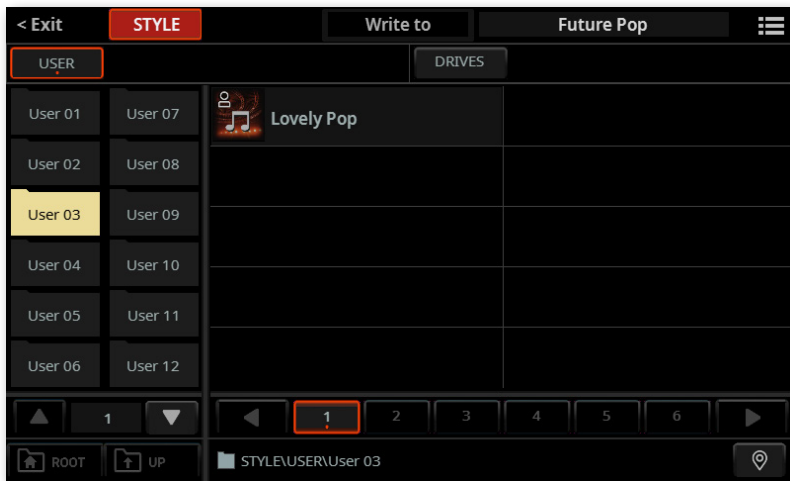 < Exit STYLE Write to Future Pop
USER DRIVES
User 01 User 07 Lovely Pop
User 02 User 08
User 03 User 09
User 04 User 10
User 05 User 11
User 06 User 12
1 1 2 3 4 5 6
ROOT UP STYLE\USER\User 03